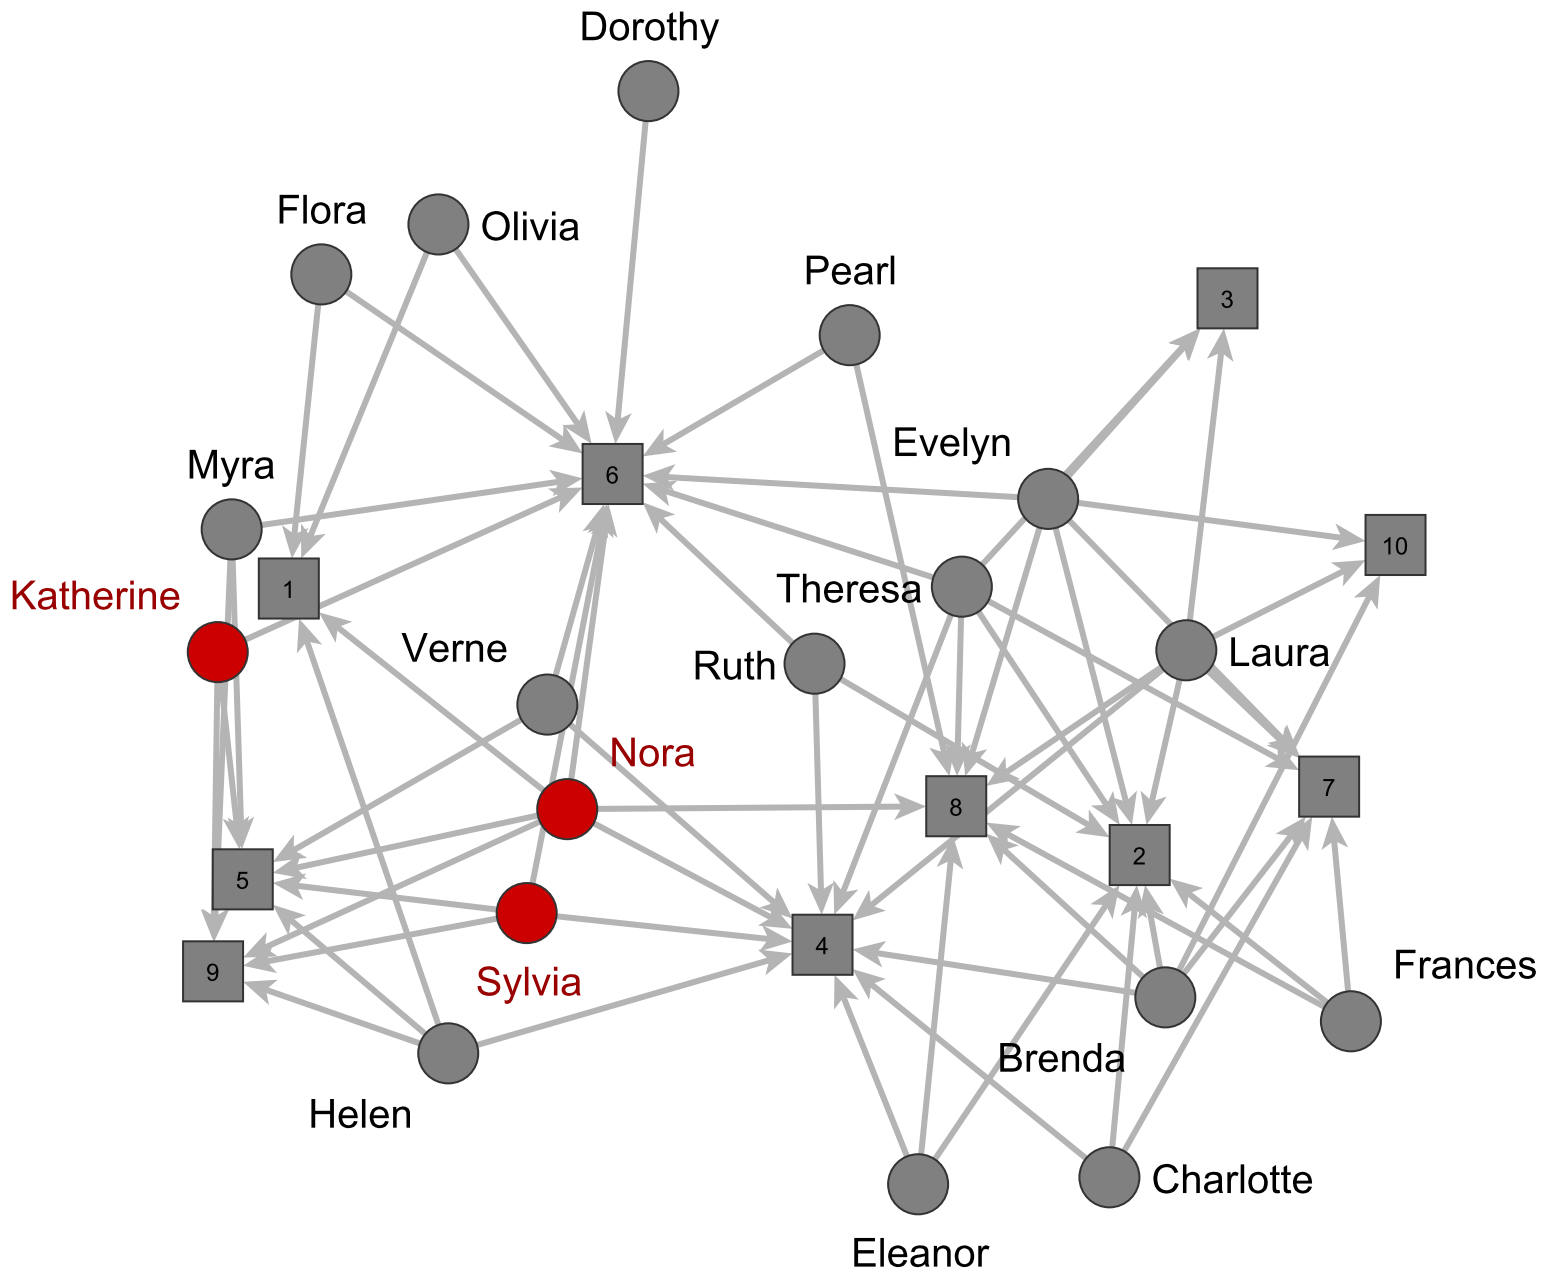 Dorothy
Flora
Olivia
Pearl
3
Evelyn
Myra
6
10
Katherine
1
Theresa
Verne
Ruth
Laura
Nora
7
8
2
5
4
9
Sylvia
Frances
Brenda
Helen
Charlotte
Eleanor